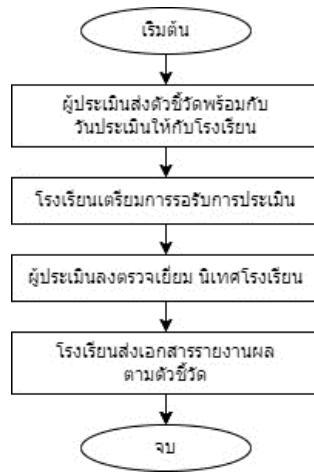 เริ่มต้น
ผู้ประเมินส่งตัวชี้วัดพร้อมกับ
วันประเมินให้กับโรงเรียน
โรงเรียนเตรียมการรอรับการประเมิน
ผู้ประเมินลงตรวจเยี่ยม นิเทศโรงเรียน
โรงเรียนส่งเอกสารรายงานผล
ตามตัวชี้วัด
จบ